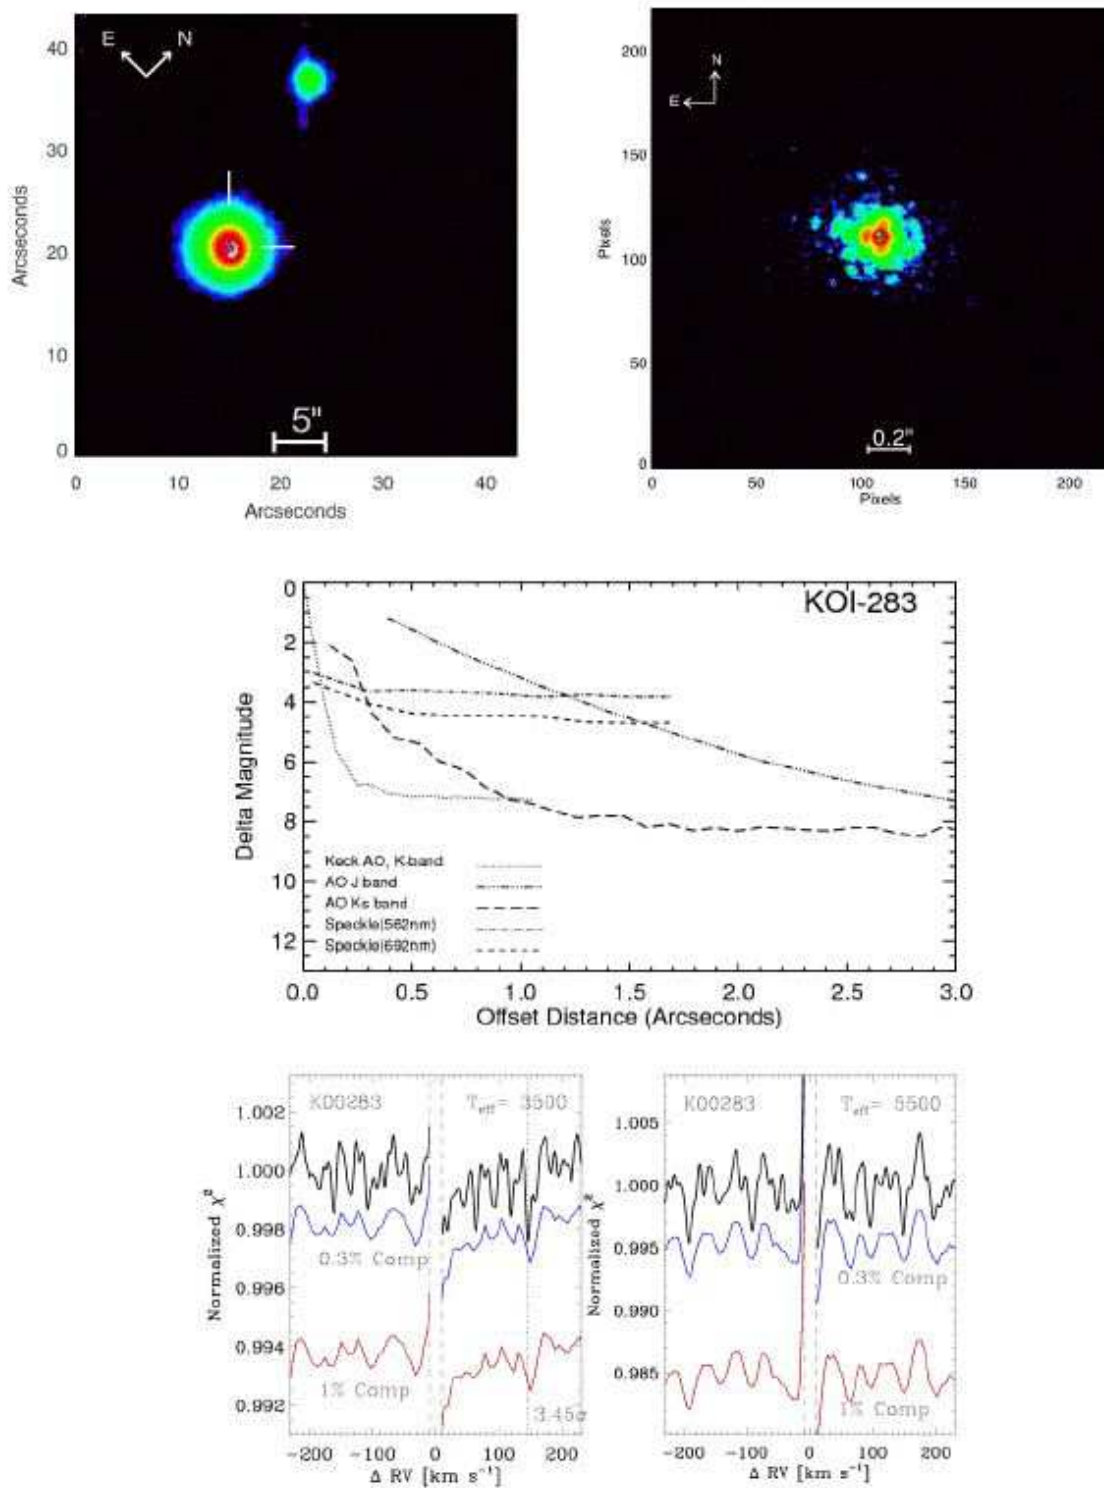 E N
40
30
20
10
0
Arcseconds
5"
0 10 20 30 40
Arcseconds
200
150
100
50
0
Pixels
N
E
0.2"
0 50 100 150 200
Pixels
KOI-283
0
2
4
6
8
10
12
Delta Magnitude
Keck AO, K-band
AO J band
AO Ks band
Speckle(562nm)
Speckle(692nm)
0.0 0.5 1.0 1.5 2.0 2.5 3.0
Offset Distance (Arcseconds)
K00283 Teff= 3500
1.002
1.000
0.998
0.996
0.994
0.992
Normalized χ²
0.3% Comp
1% Comp
3.45σ
-200 -100 0 100 200
Δ RV [km s⁻¹]
K00283 Teff= 5500
1.005
1.000
0.995
0.990
0.985
Normalized χ²
0.3% Comp
1% Comp
-200 -100 0 100 200
Δ RV [km s⁻¹]